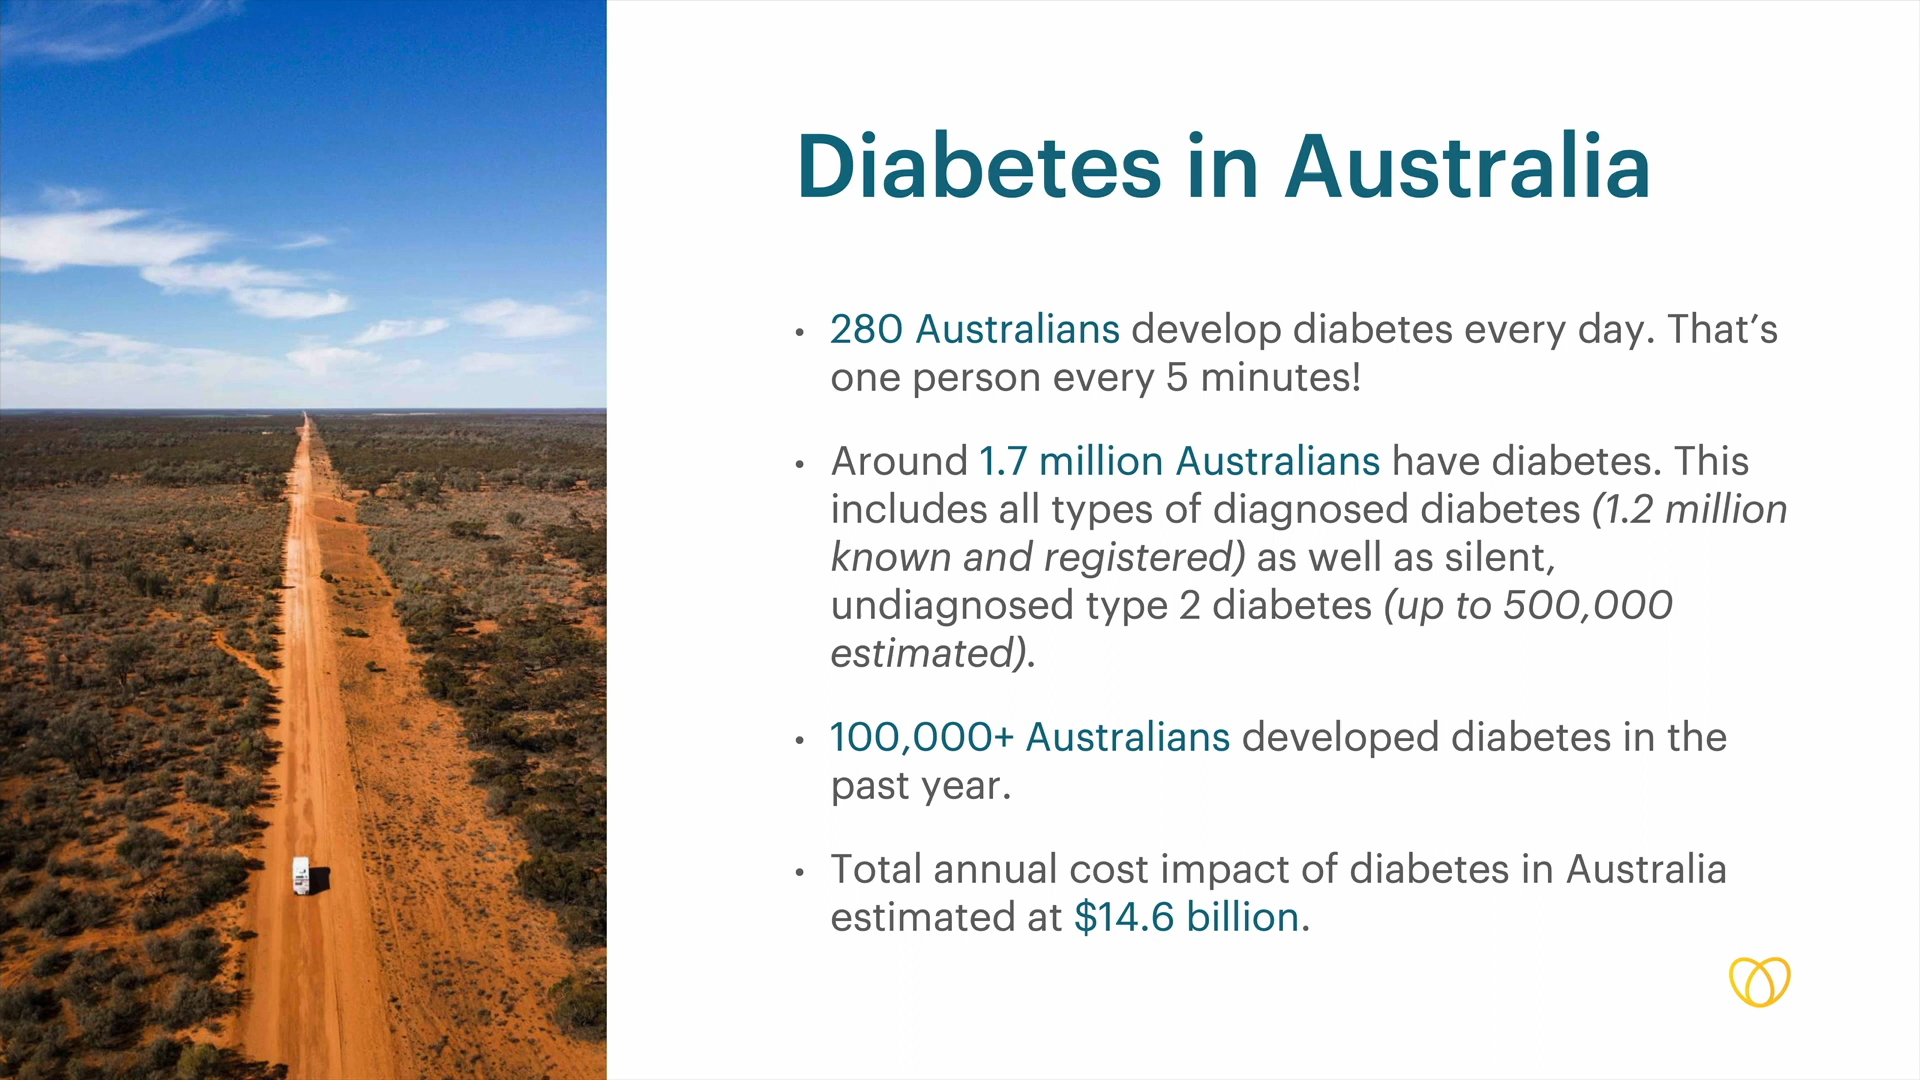 Diabetes in Australia
• 280 Australians develop diabetes every day. That’s
one person every 5 minutes!
• Around 1.7 million Australians have diabetes. This
includes all types of diagnosed diabetes (1.2 million
known and registered) as well as silent,
undiagnosed type 2 diabetes (up to 500,000
estimated).
• 100,000+ Australians developed diabetes in the
past year.
• Total annual cost impact of diabetes in Australia
estimated at $14.6 billion.